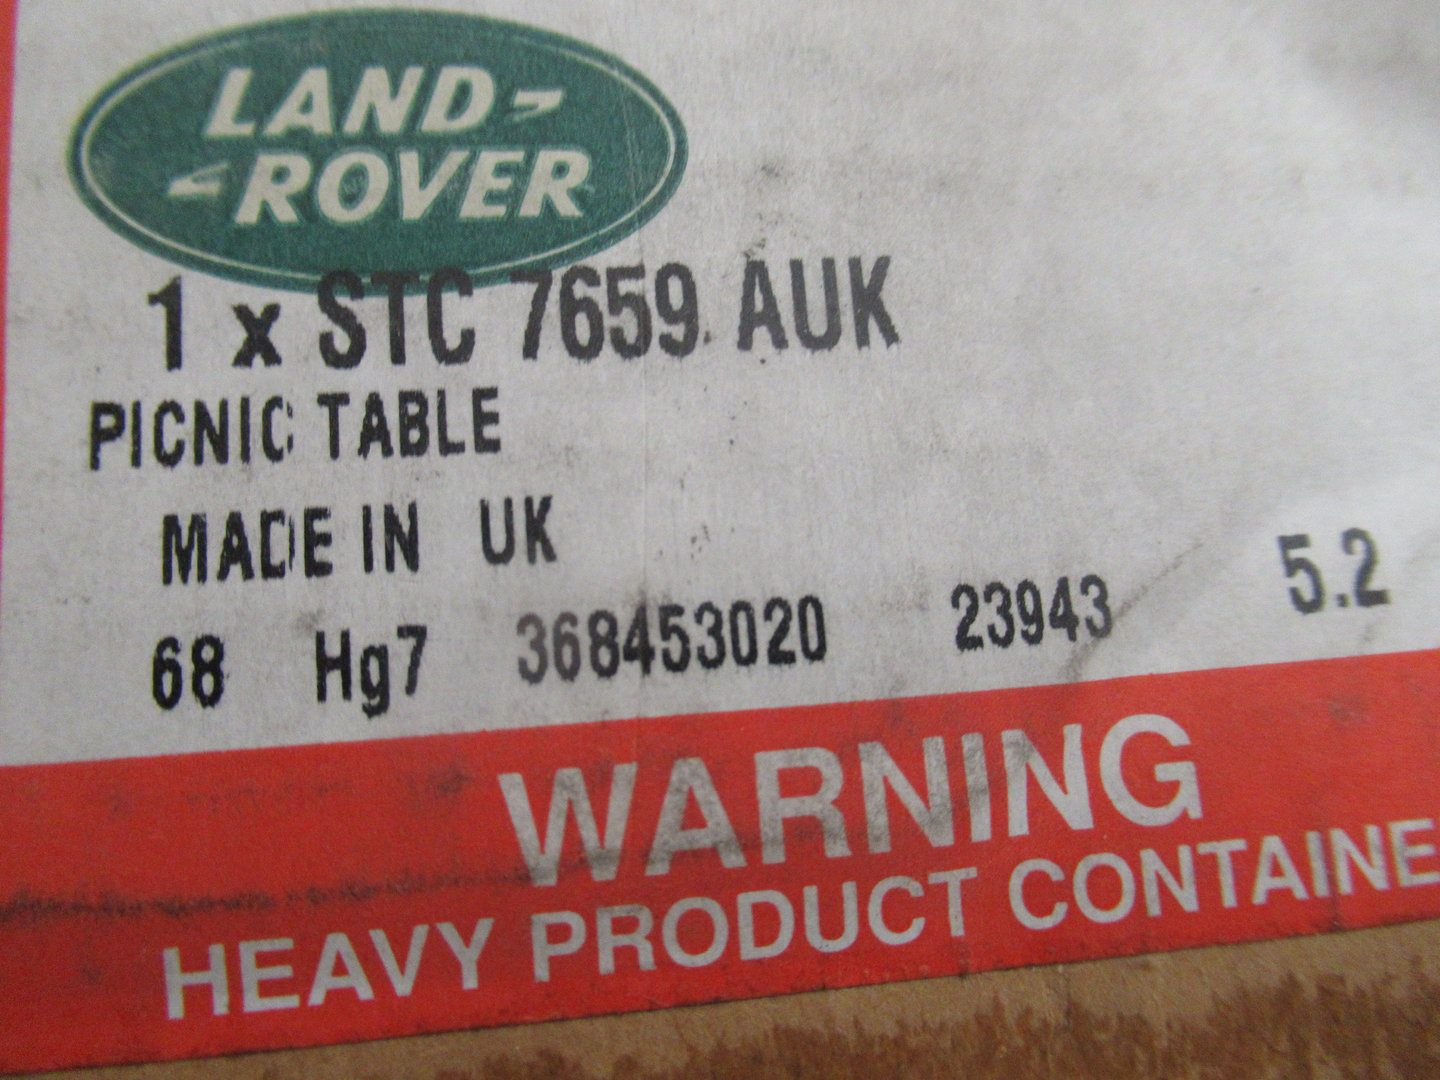 LAND
ROVER
1 x STC 7659 AUK
PICNIC TABLE
MADE IN UK
68 Hg7 368453020 23943 5.2
WARNING
HEAVY PRODUCT CONTAINE